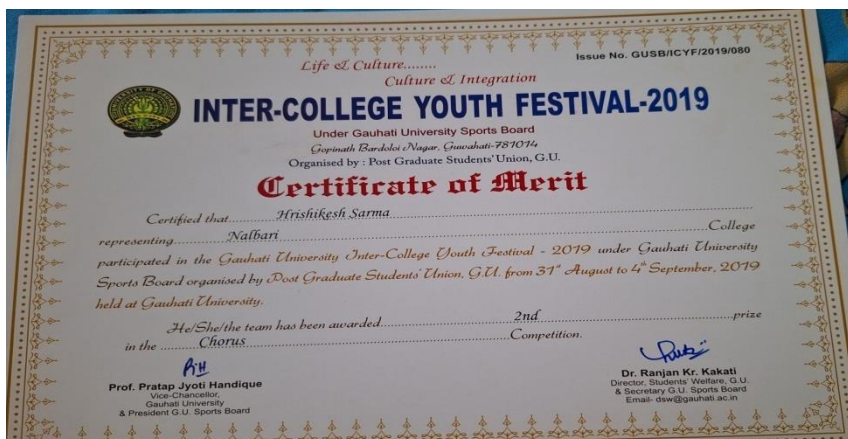 Life & Culture........
Issue No. GUSB/ICYF/2019/080
Culture & Integration
INTER-COLLEGE YOUTH FESTIVAL-2019
Under Gauhati University Sports Board
Gopinath Bardoloi Nagar, Guwahati-781014
Organised by : Post Graduate Students' Union, G.U.
Certificate of Merit
Certified that Hrishikesh Sarma
representing Nalbari College
participated in the Gauhati University Inter-College Youth Festival - 2019 under Gauhati University
Sports Board organised by Post Graduate Students' Union, G.U. from 31st August to 4th September, 2019
held at Gauhati University.
He/She/the team has been awarded 2nd prize
in the Chorus Competition.
Prof. Pratap Jyoti Handique
Vice-Chancellor,
Gauhati University
& President G.U. Sports Board
Dr. Ranjan Kr. Kakati
Director, Students' Welfare, G.U.
& Secretary G.U. Sports Board
Email- dsw@gauhati.ac.in